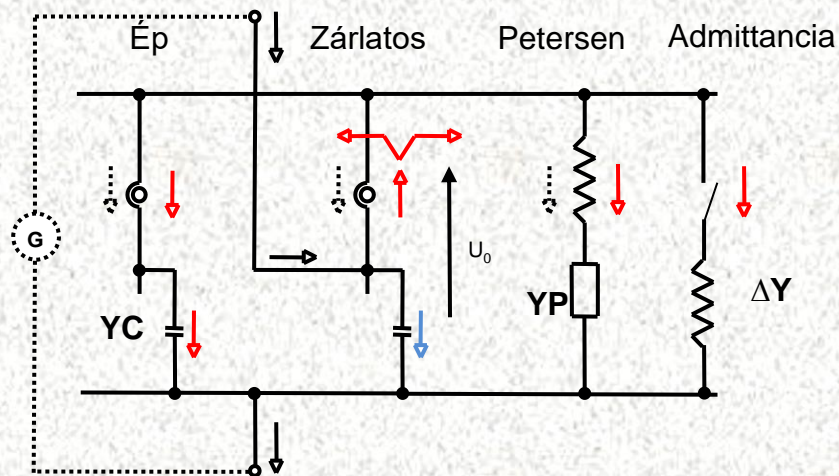 Ép Zárlatos Petersen Admittancia
G
U₀
YC YP ΔY